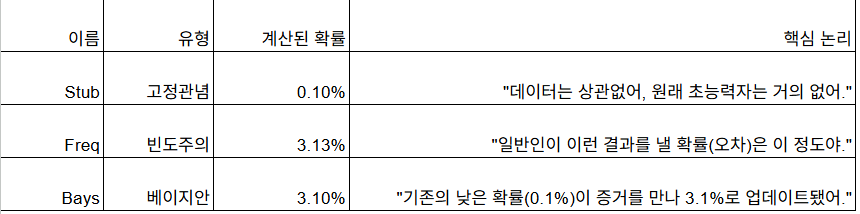 이름 유형 계산된 확률 핵심 논리
Stub 고정관념 0.10% "데이터는 상관없어, 원래 초능력자는 거의 없어."
Freq 빈도주의 3.13% "일반인이 이런 결과를 낼 확률(오차)은 이 정도야."
Bays 베이지안 3.10% "기존의 낮은 확률(0.1%)이 증거를 만나 3.1%로 업데이트됐어."